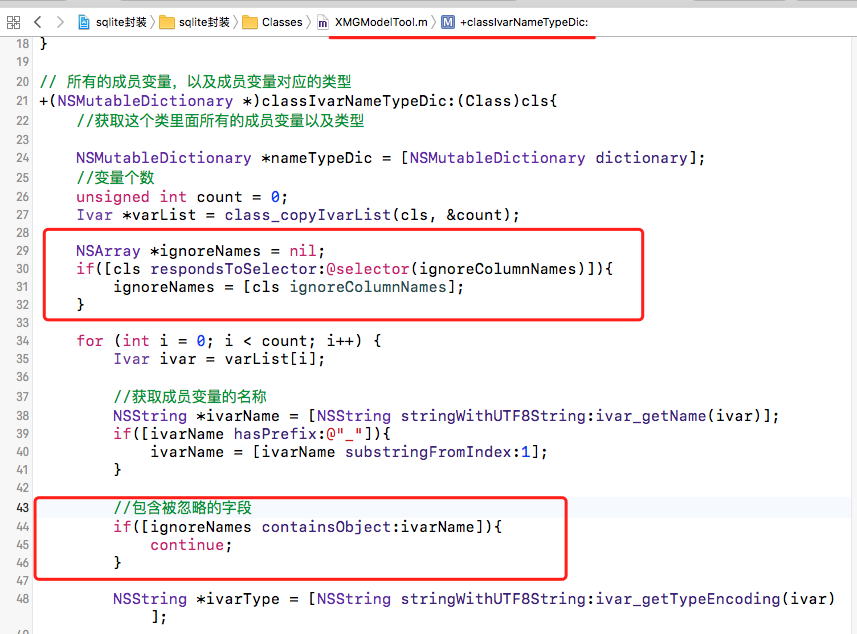 sqlite封装 〉 sqlite封装 〉 Classes 〉 m XMGModelTool.m 〉 M +classIvarNameTypeDic:
18 }
19
20 // 所有的成员变量，以及成员变量对应的类型
21 +(NSMutableDictionary *)classIvarNameTypeDic:(Class)cls{
22 //获取这个类里面所有的成员变量以及类型
23
24 NSMutableDictionary *nameTypeDic = [NSMutableDictionary dictionary];
25 //变量个数
26 unsigned int count = 0;
27 Ivar *varList = class_copyIvarList(cls, &count);
28
29 NSArray *ignoreNames = nil;
30 if([cls respondsToSelector:@selector(ignoreColumnNames)]){
31 ignoreNames = [cls ignoreColumnNames];
32 }
33
34 for (int i = 0; i < count; i++) {
35 Ivar ivar = varList[i];
36
37 //获取成员变量的名称
38 NSString *ivarName = [NSString stringWithUTF8String:ivar_getName(ivar)];
39 if([ivarName hasPrefix:@"_"]){
40 ivarName = [ivarName substringFromIndex:1];
41 }
42
43 //包含被忽略的字段
44 if([ignoreNames containsObject:ivarName]){
45 continue;
46 }
47
48 NSString *ivarType = [NSString stringWithUTF8String:ivar_getTypeEncoding(ivar)
];